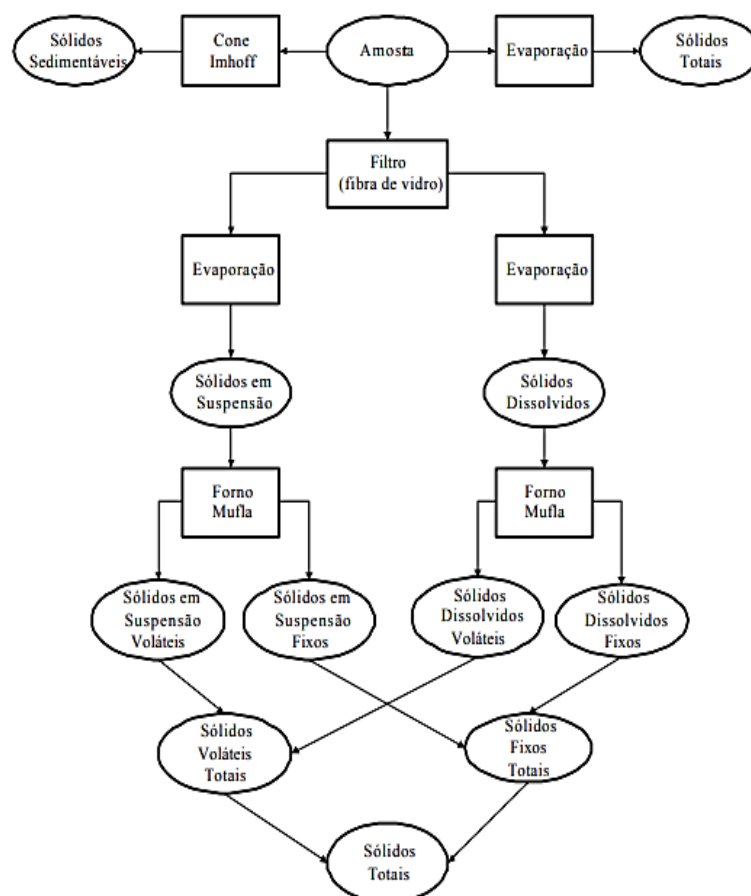 Sólidos
Sedimentáveis
Cone
Imhoff
Amosta
Evaporação
Sólidos
Totais
Filtro
(fibra de vidro)
Evaporação
Evaporação
Sólidos em
Suspensão
Sólidos
Dissolvidos
Forno
Mufla
Forno
Mufla
Sólidos em
Suspensão
Voláteis
Sólidos em
Suspensão
Fixos
Sólidos
Dissolvidos
Voláteis
Sólidos
Dissolvidos
Fixos
Sólidos
Voláteis
Totais
Sólidos
Fixos
Totais
Sólidos
Totais